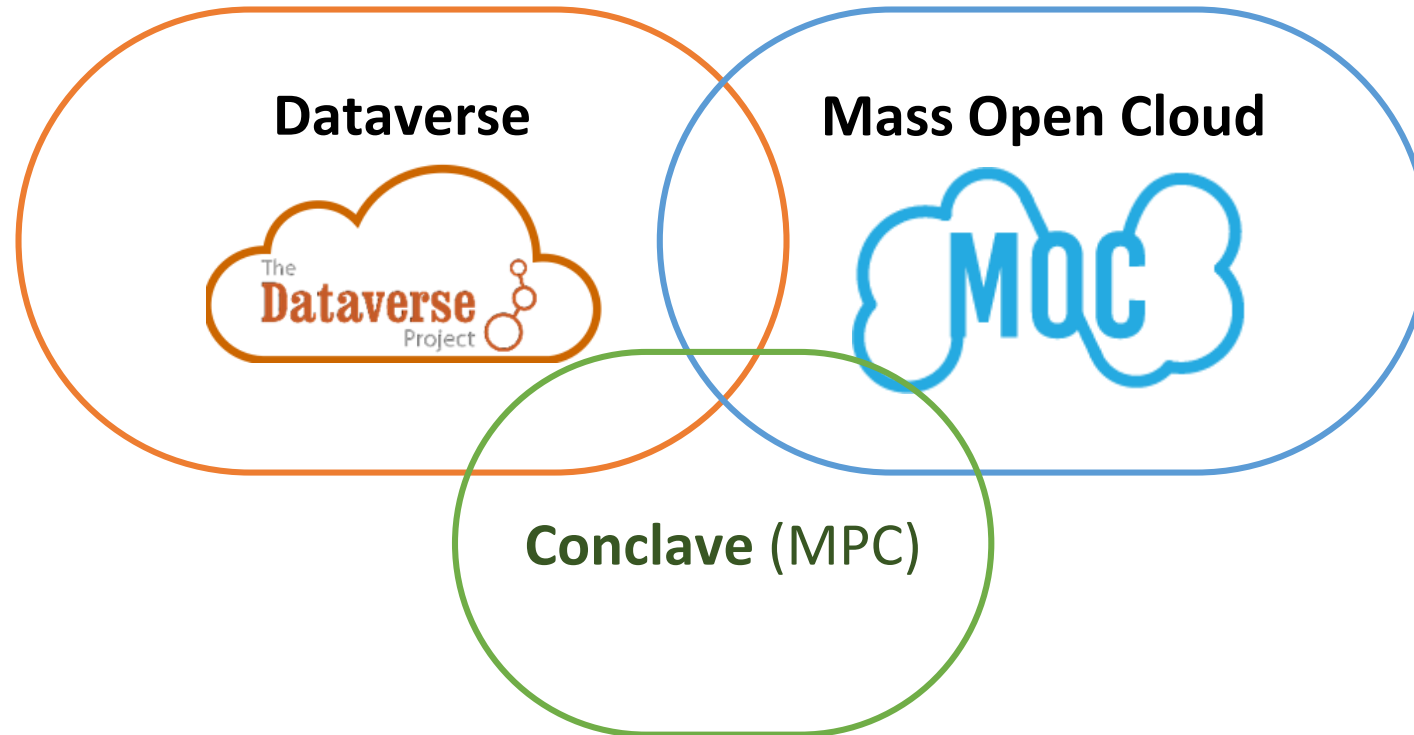 Dataverse
The
Dataverse
Project
Mass Open Cloud
MOC
Conclave (MPC)